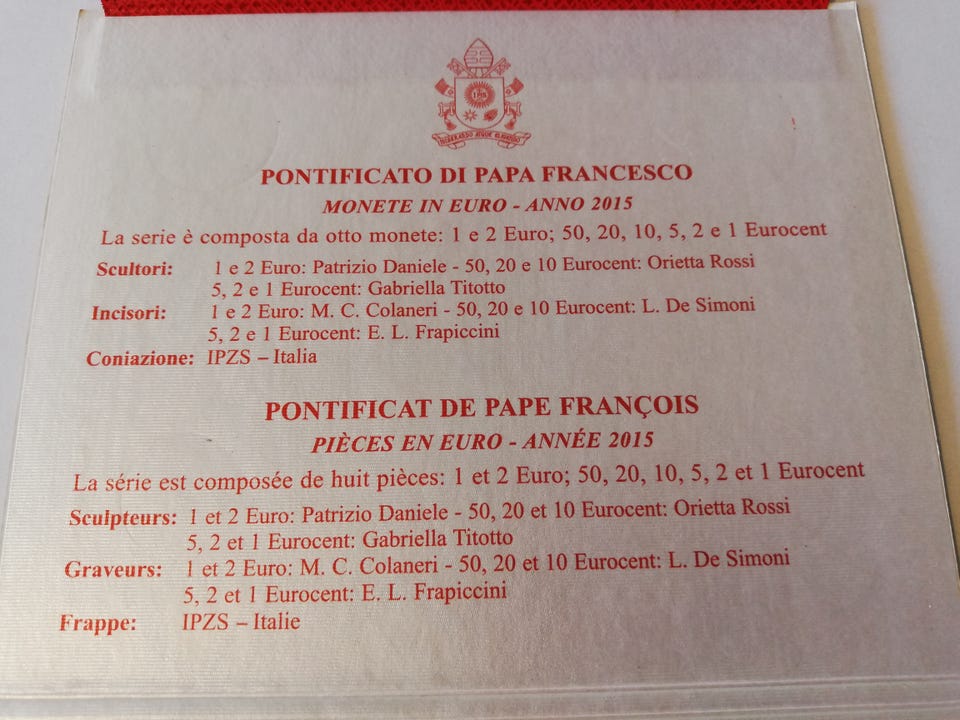 IHS
MISERANDO ATQUE ELIGENDO
PONTIFICATO DI PAPA FRANCESCO
MONETE IN EURO - ANNO 2015
La serie è composta da otto monete: 1 e 2 Euro; 50, 20, 10, 5, 2 e 1 Eurocent
Scultori: 1 e 2 Euro: Patrizio Daniele - 50, 20 e 10 Eurocent: Orietta Rossi
5, 2 e 1 Eurocent: Gabriella Titotto
Incisori: 1 e 2 Euro: M. C. Colaneri - 50, 20 e 10 Eurocent: L. De Simoni
5, 2 e 1 Eurocent: E. L. Frapiccini
Coniazione: IPZS – Italia
PONTIFICAT DE PAPE FRANÇOIS
PIÈCES EN EURO - ANNÉE 2015
La série est composée de huit pièces: 1 et 2 Euro; 50, 20, 10, 5, 2 et 1 Eurocent
Sculpteurs: 1 et 2 Euro: Patrizio Daniele - 50, 20 et 10 Eurocent: Orietta Rossi
5, 2 et 1 Eurocent: Gabriella Titotto
Graveurs: 1 et 2 Euro: M. C. Colaneri - 50, 20 et 10 Eurocent: L. De Simoni
5, 2 et 1 Eurocent: E. L. Frapiccini
Frappe: IPZS – Italie